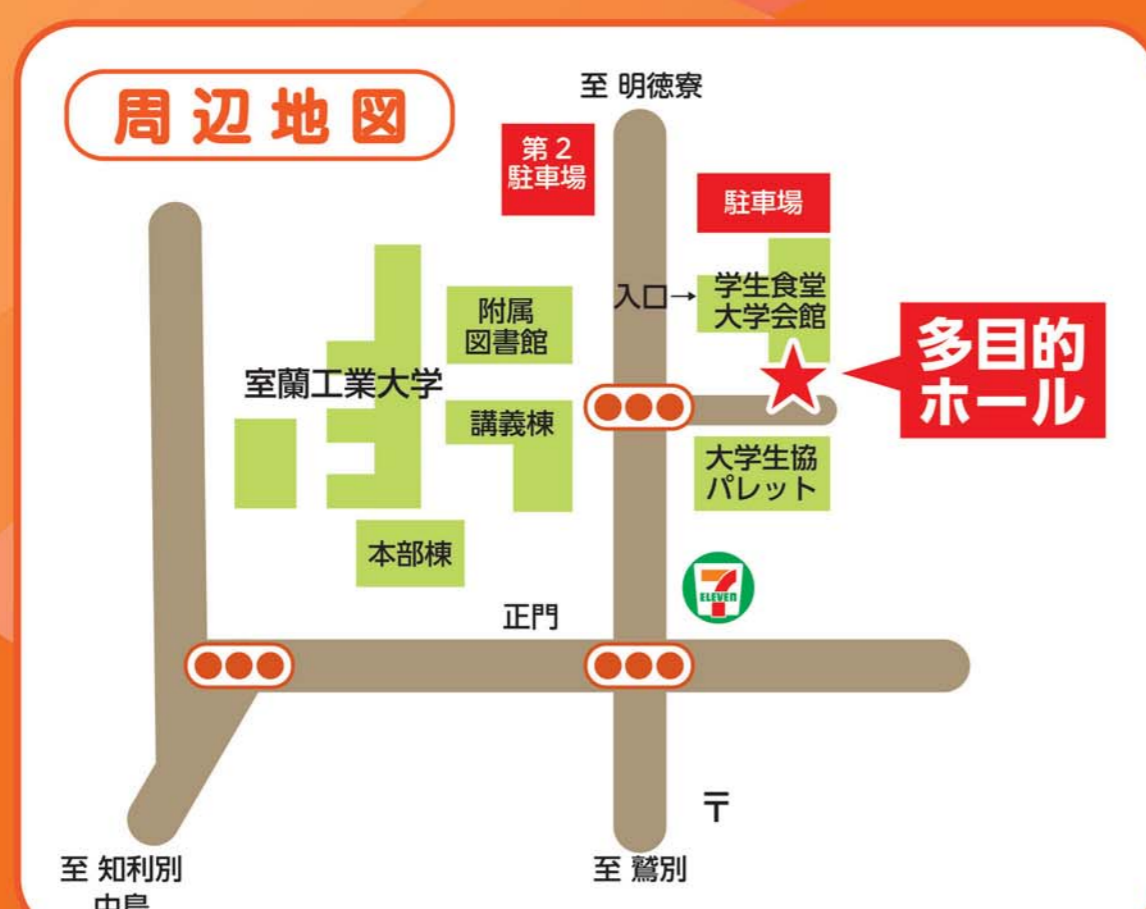 周辺地図
至 明徳寮
第2
駐車場
駐車場
入口→
学生食堂
大学会館
多目的
ホール
附属
図書館
室蘭工業大学
講義棟
大学生協
パレット
本部棟
7
ELEVEn
正門
〒
至 知利別
中島
至 鷲別